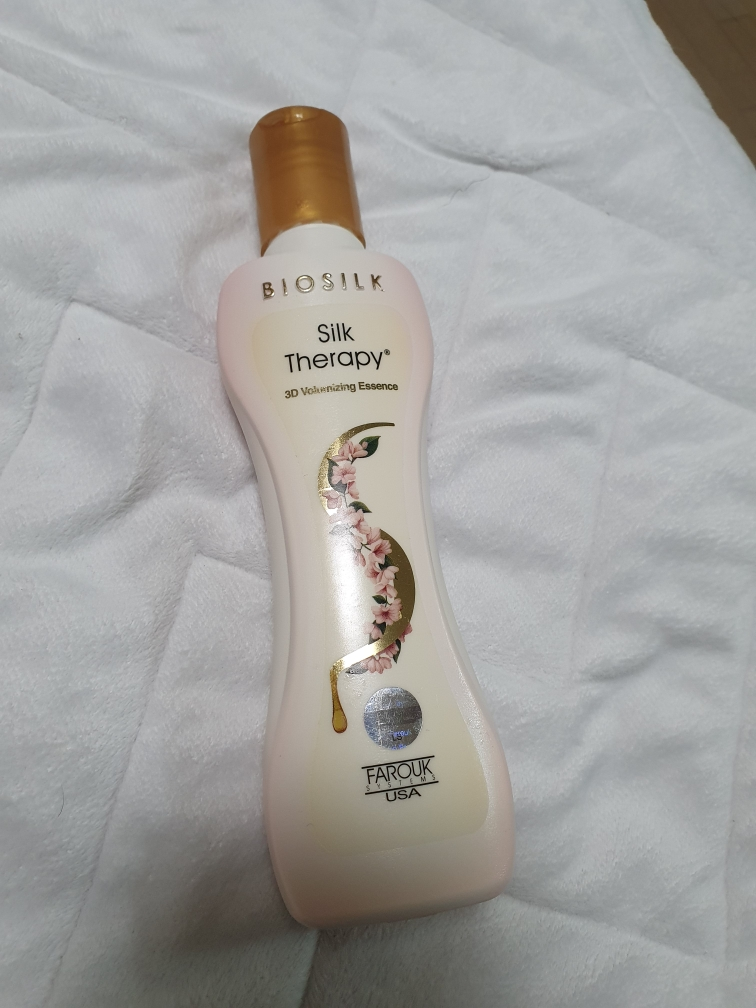 BIOSILK
Silk
Therapy®
3D Volumizing Essence
FAROUK
SYSTEMS
USA